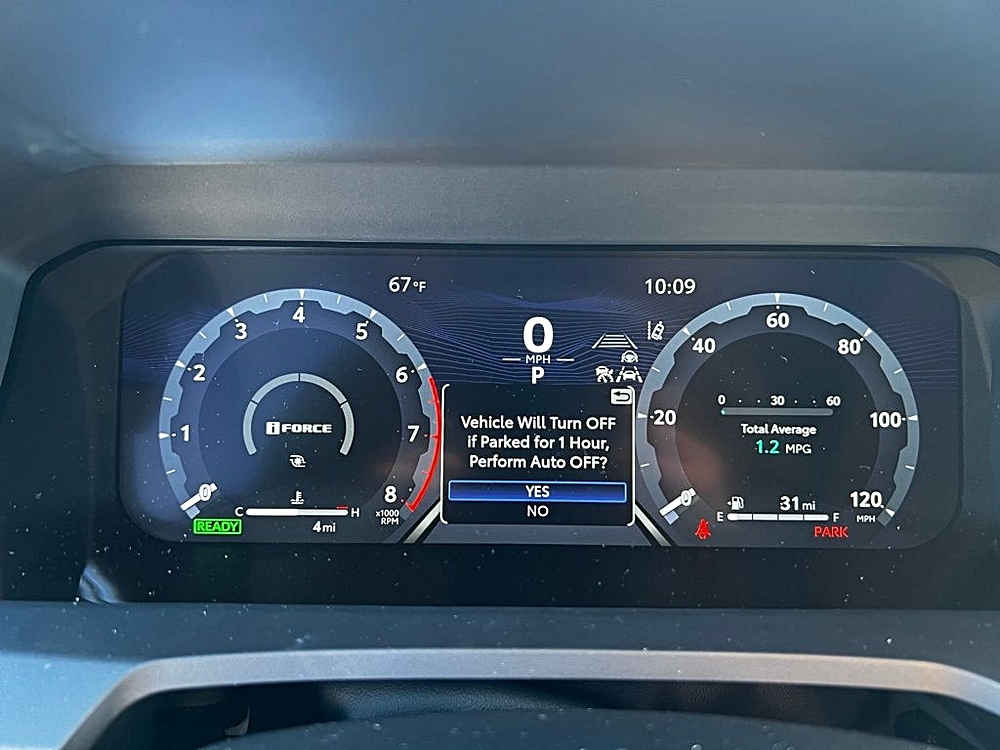 67°F
10:09
0
MPH
P
0
1
2
3
4
5
6
7
8
x1000
RPM
iFORCE
C
H
READY
4mi
Vehicle Will Turn OFF
if Parked for 1 Hour,
Perform Auto OFF?
YES
NO
0
20
40
60
80
100
120
MPH
0 30 60
Total Average
1.2 MPG
31mi
E
F
PARK